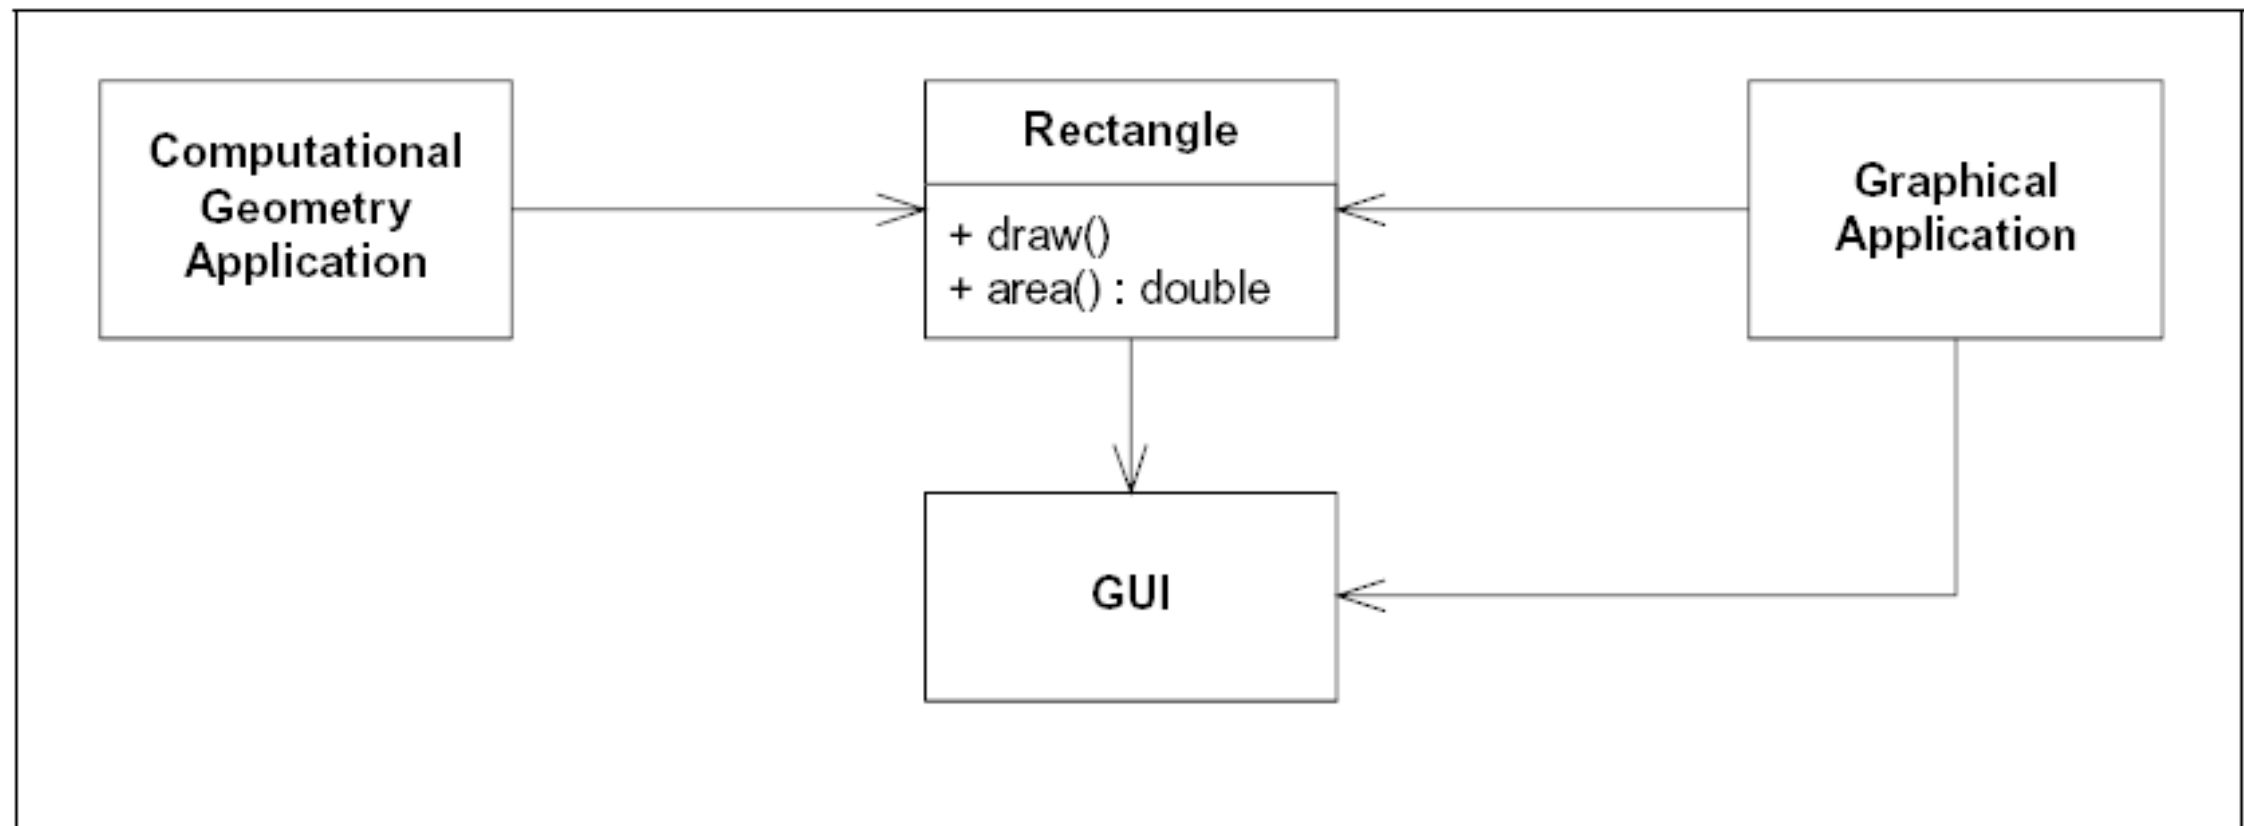 Computational
Geometry
Application
Rectangle
+ draw()
+ area() : double
Graphical
Application
GUI